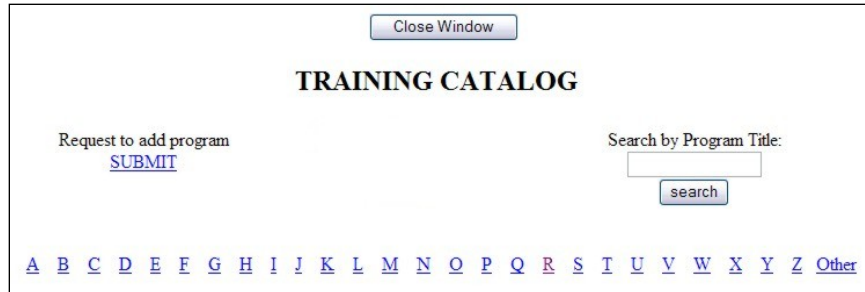 Close Window
TRAINING CATALOG
Request to add program
SUBMIT
Search by Program Title:
search
A B C D E F G H I J K L M N O P Q R S T U V W X Y Z Other